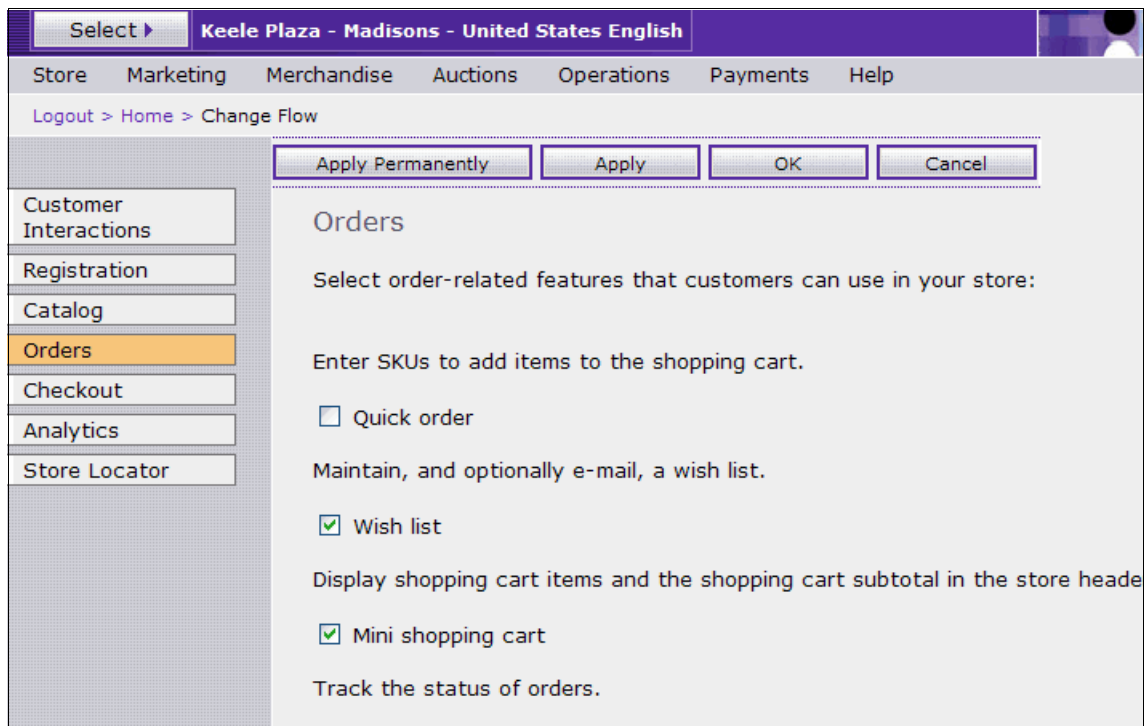 Select
Keele Plaza - Madisons - United States English
Store Marketing Merchandise Auctions Operations Payments Help
Logout > Home > Change Flow
Apply Permanently Apply OK Cancel
Customer
Interactions
Registration
Catalog
Orders
Checkout
Analytics
Store Locator
Orders
Select order-related features that customers can use in your store:
Enter SKUs to add items to the shopping cart.
Quick order
Maintain, and optionally e-mail, a wish list.
Wish list
Display shopping cart items and the shopping cart subtotal in the store heade
Mini shopping cart
Track the status of orders.